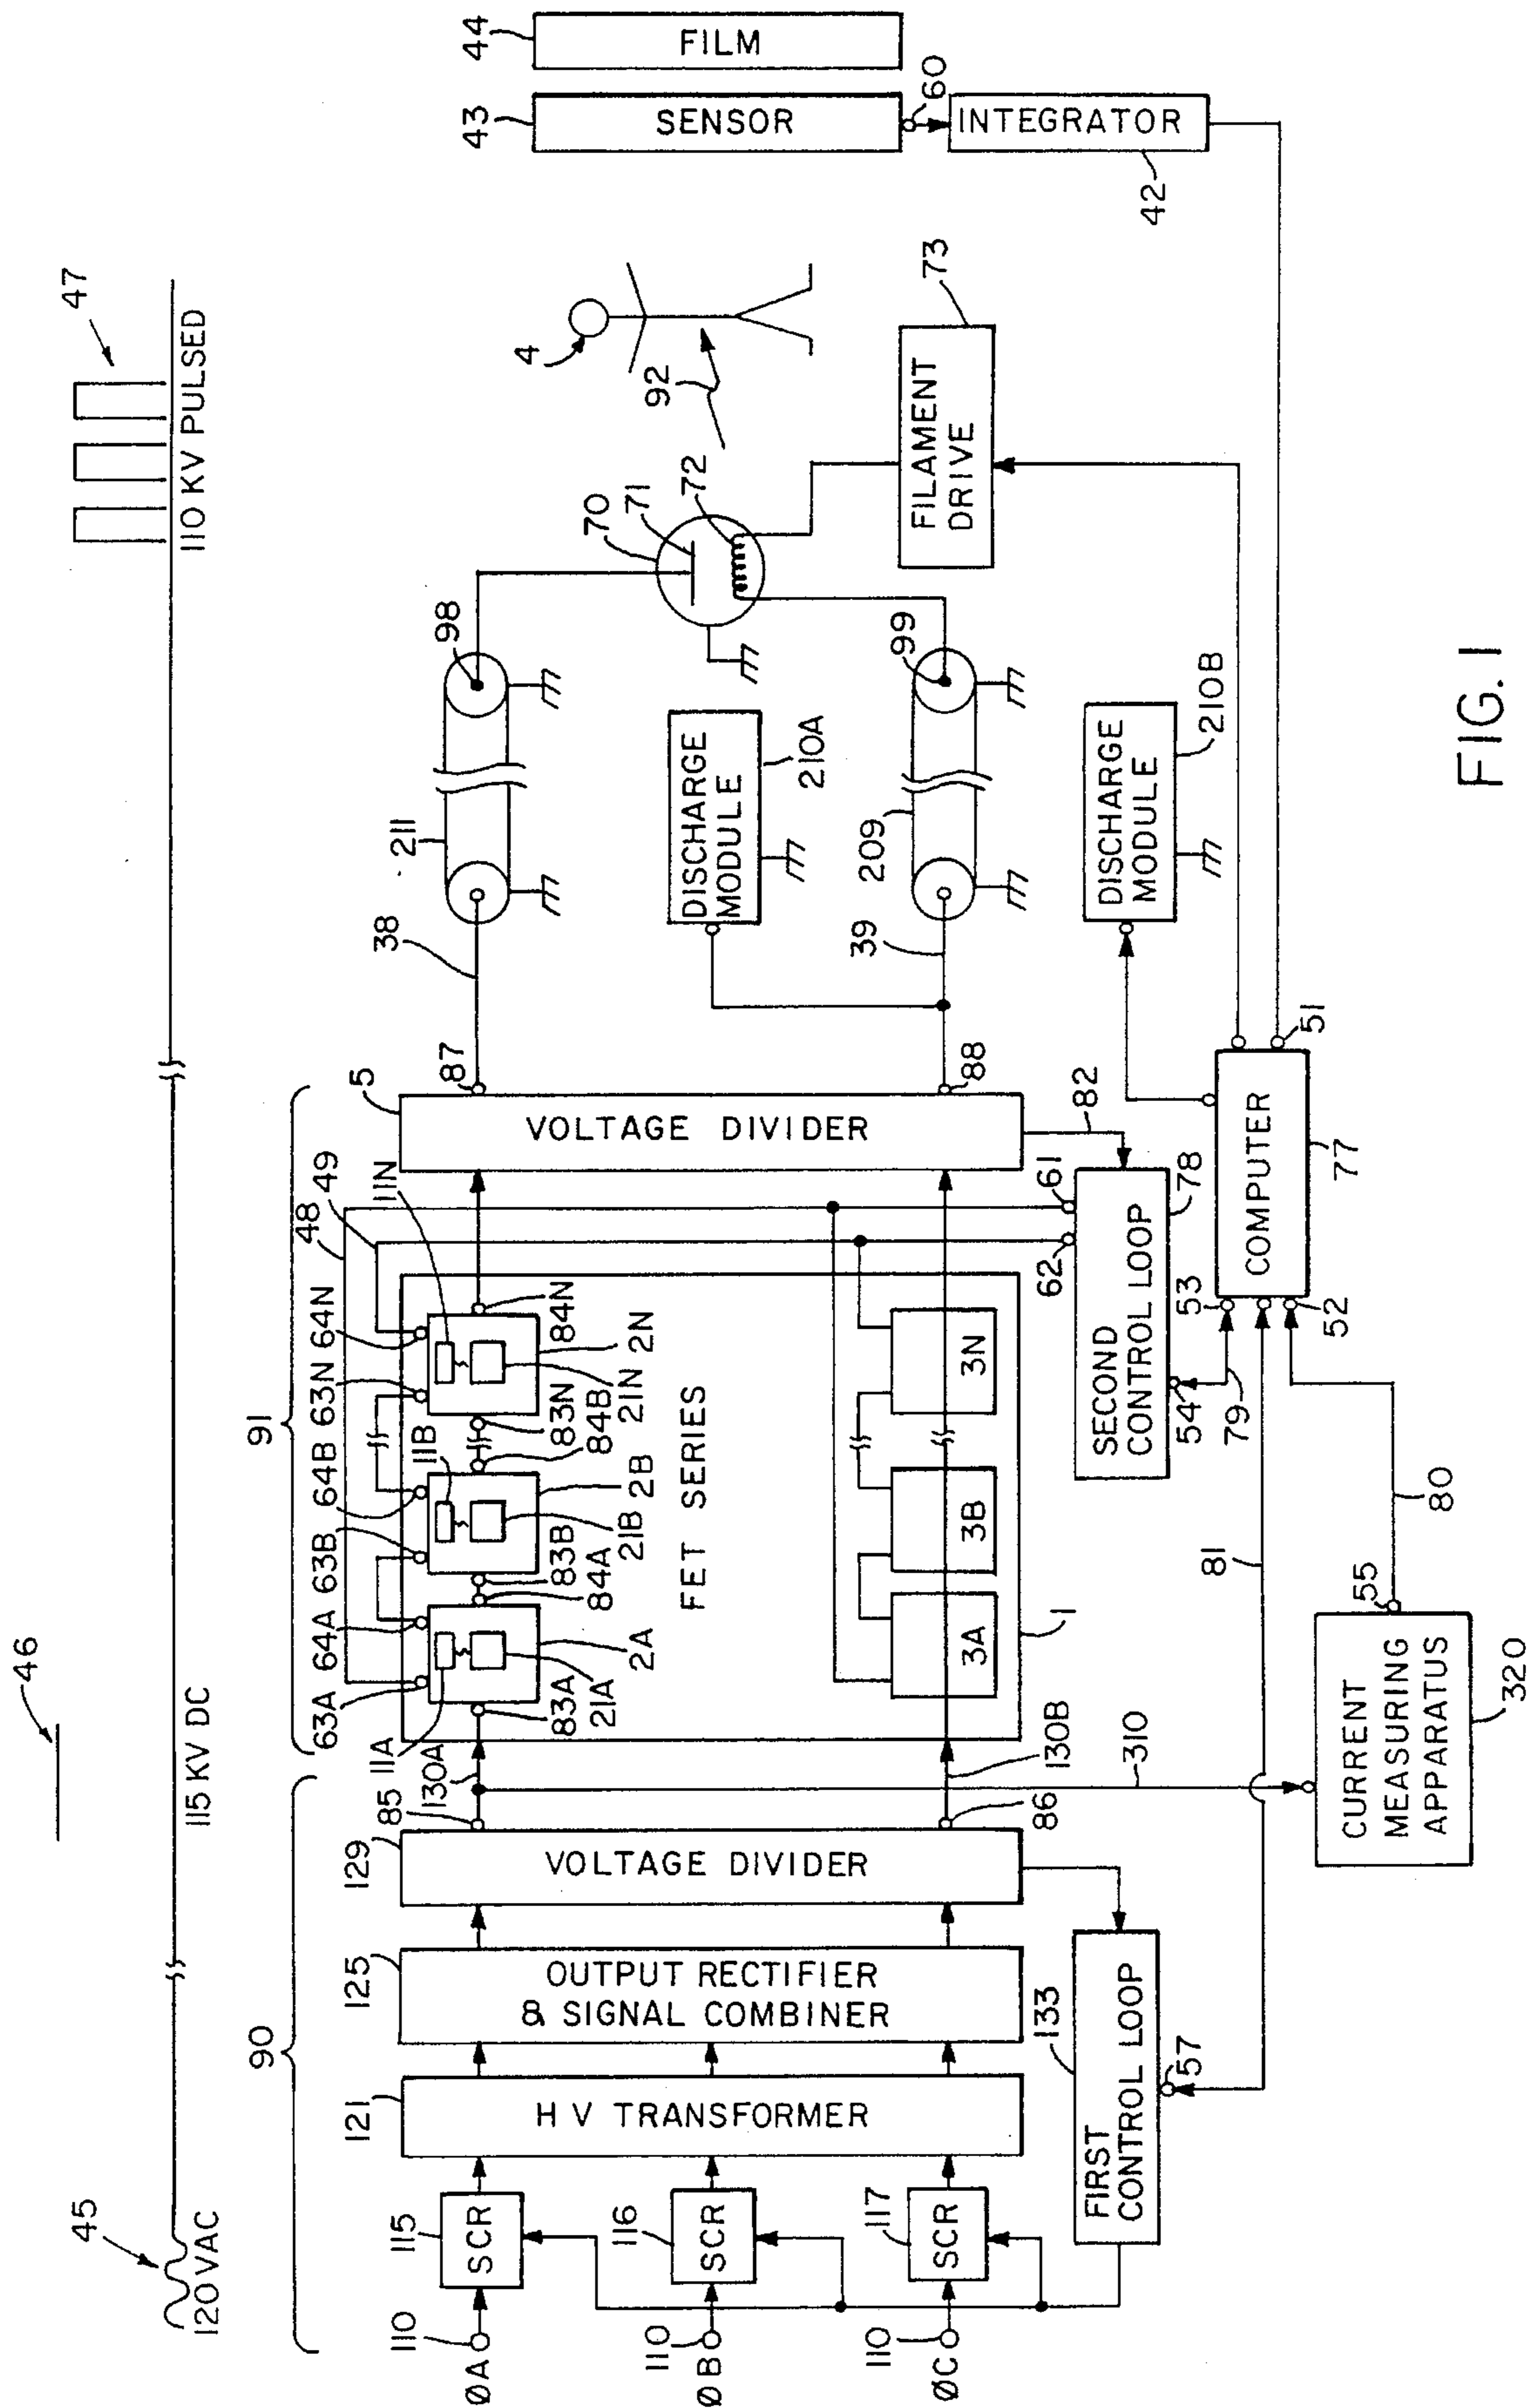 45
120 VAC
46
115 KV DC
47
110 KV PULSED
90
91
110
ØA
110
ØB
110
ØC
115
SCR
116
SCR
117
SCR
121
H V TRANSFORMER
125
OUTPUT RECTIFIER
& SIGNAL COMBINER
129
VOLTAGE DIVIDER
85
86
130A
130B
310
133
FIRST
CONTROL LOOP
57
63A
64A
63B
64B
63N
64N
48
49
11A
11B
11N
83A
21A
2A
84A
83B
21B
2B
84B
83N
21N
2N
84N
FET SERIES
3A
3B
3N
1
5
VOLTAGE DIVIDER
87
88
82
61
62
SECOND
CONTROL LOOP
78
54
79
53
52
51
COMPUTER
77
81
80
55
CURRENT
MEASURING
APPARATUS
320
38
39
211
98
209
99
DISCHARGE
MODULE
210A
DISCHARGE
MODULE
210B
70
71
72
FILAMENT
DRIVE
73
4
92
43
SENSOR
44
FILM
60
INTEGRATOR
42
FIG. 1